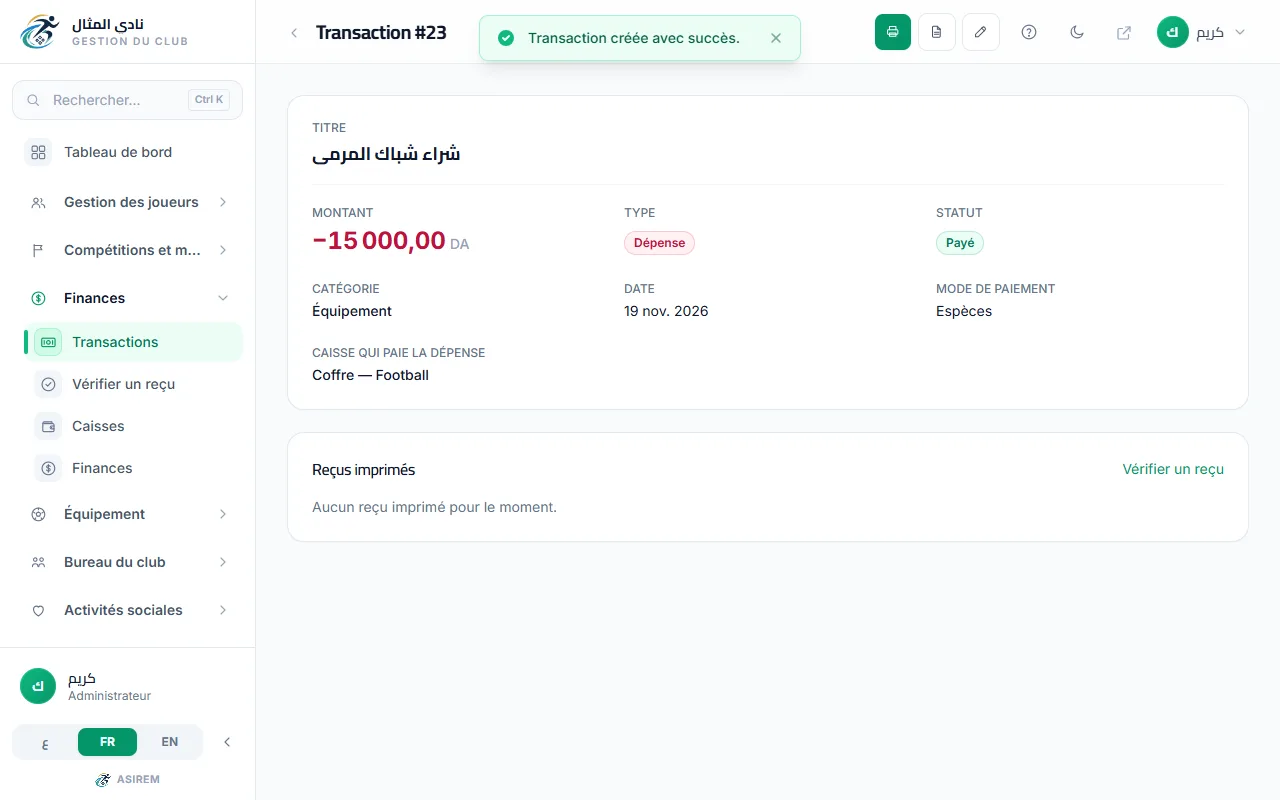 نادي المثال
GESTION DU CLUB
Rechercher...
Ctrl K
Tableau de bord
Gestion des joueurs
Compétitions et m...
Finances
Transactions
Vérifier un reçu
Caisses
Finances
Équipement
Bureau du club
Activités sociales
كريم
Administrateur
ع
FR
EN
ASIREM
Transaction #23
Transaction créée avec succès.
ك
كريم
TITRE
شراء شباك المرمى
MONTANT
−15 000,00 DA
TYPE
Dépense
STATUT
Payé
CATÉGORIE
Équipement
DATE
19 nov. 2026
MODE DE PAIEMENT
Espèces
CAISSE QUI PAIE LA DÉPENSE
Coffre — Football
Reçus imprimés
Vérifier un reçu
Aucun reçu imprimé pour le moment.